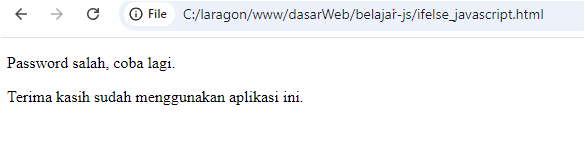 File C:/laragon/www/dasarWeb/belajar-js/ifelse_javascript.html
Password salah, coba lagi.
Terima kasih sudah menggunakan aplikasi ini.